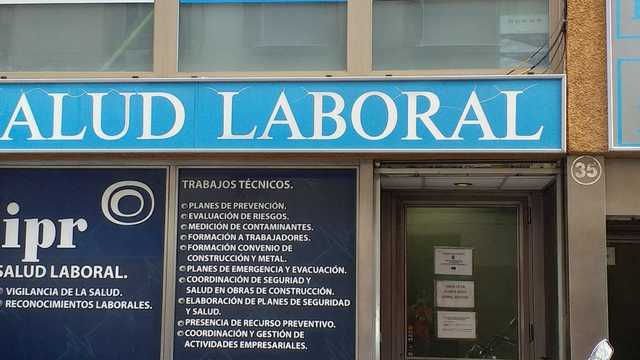 SALUD LABORAL
35
ipr
SALUD LABORAL.
VIGILANCIA DE LA SALUD.
RECONOCIMIENTOS LABORALES.
TRABAJOS TÉCNICOS.
PLANES DE PREVENCIÓN.
EVALUACIÓN DE RIESGOS.
MEDICIÓN DE CONTAMINANTES.
FORMACIÓN A TRABAJADORES.
FORMACIÓN CONVENIO DE
CONSTRUCCIÓN Y METAL.
PLANES DE EMERGENCIA Y EVACUACIÓN.
COORDINACIÓN DE SEGURIDAD Y
SALUD EN OBRAS DE CONSTRUCCIÓN.
ELABORACIÓN DE PLANES DE SEGURIDAD
Y SALUD.
PRESENCIA DE RECURSO PREVENTIVO.
COORDINACIÓN Y GESTIÓN DE
ACTIVIDADES EMPRESARIALES.